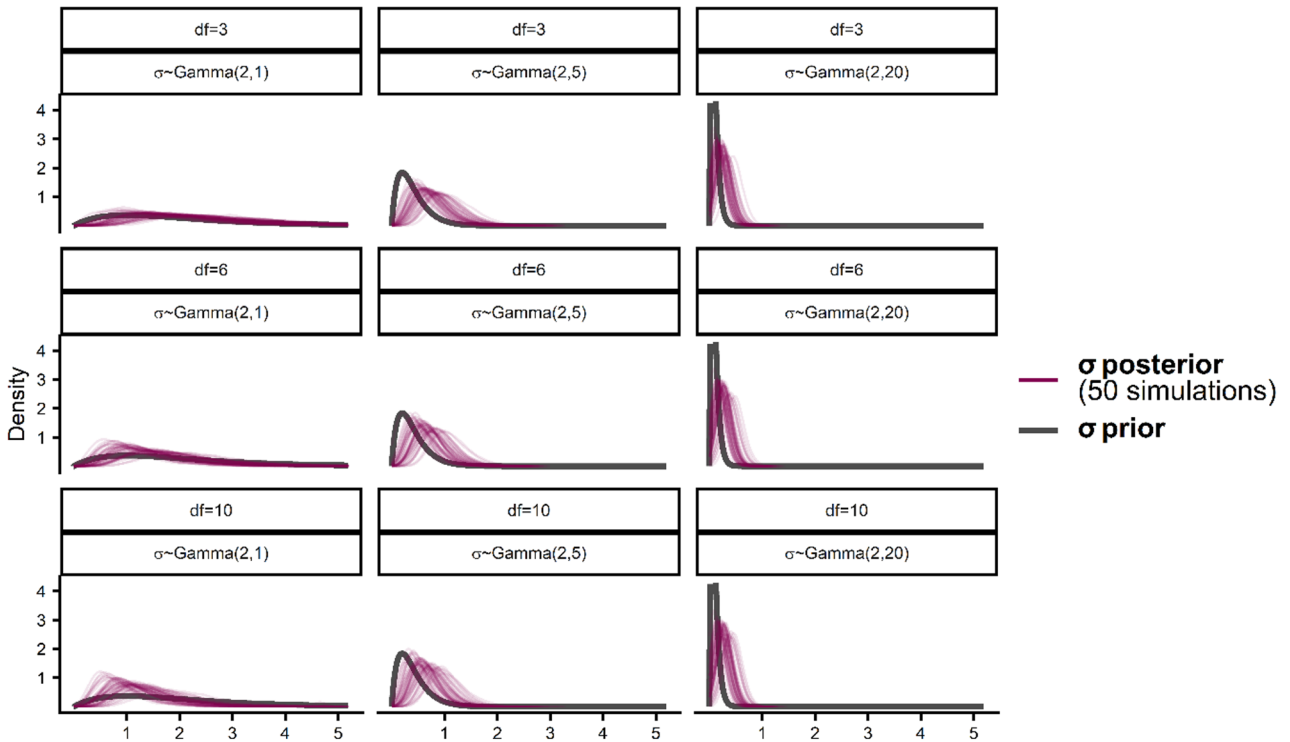 df=3
df=3
df=3
σ~Gamma(2,1)
σ~Gamma(2,5)
σ~Gamma(2,20)
4
3
2
1
df=6
df=6
df=6
σ~Gamma(2,1)
σ~Gamma(2,5)
σ~Gamma(2,20)
4
3
2
1
Density
σ posterior
(50 simulations)
σ prior
df=10
df=10
df=10
σ~Gamma(2,1)
σ~Gamma(2,5)
σ~Gamma(2,20)
4
3
2
1
1 2 3 4 5
1 2 3 4 5
1 2 3 4 5